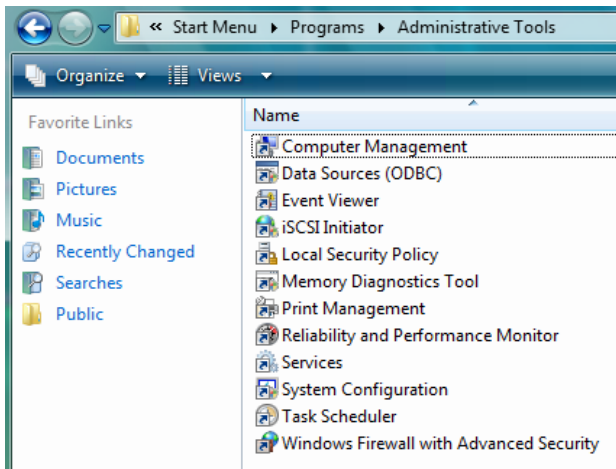 « Start Menu ▸ Programs ▸ Administrative Tools
Organize Views
Favorite Links
Documents
Pictures
Music
Recently Changed
Searches
Public
Name
Computer Management
Data Sources (ODBC)
Event Viewer
iSCSI Initiator
Local Security Policy
Memory Diagnostics Tool
Print Management
Reliability and Performance Monitor
Services
System Configuration
Task Scheduler
Windows Firewall with Advanced Security